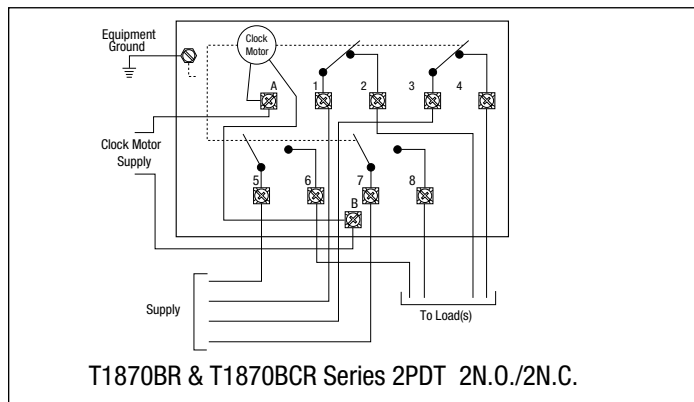 Equipment
Ground
Clock
Motor
A
1
2
3
4
Clock Motor
Supply
5
6
7
8
B
Supply
To Load(s)
T1870BR & T1870BCR Series 2PDT 2N.O./2N.C.